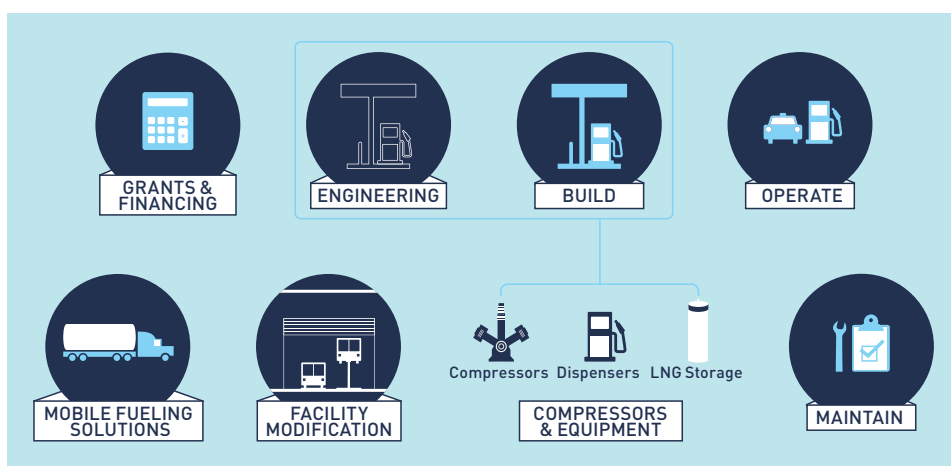 GRANTS &
FINANCING
ENGINEERING
BUILD
OPERATE
Compressors Dispensers LNG Storage
MOBILE FUELING
SOLUTIONS
FACILITY
MODIFICATION
COMPRESSORS
& EQUIPMENT
MAINTAIN